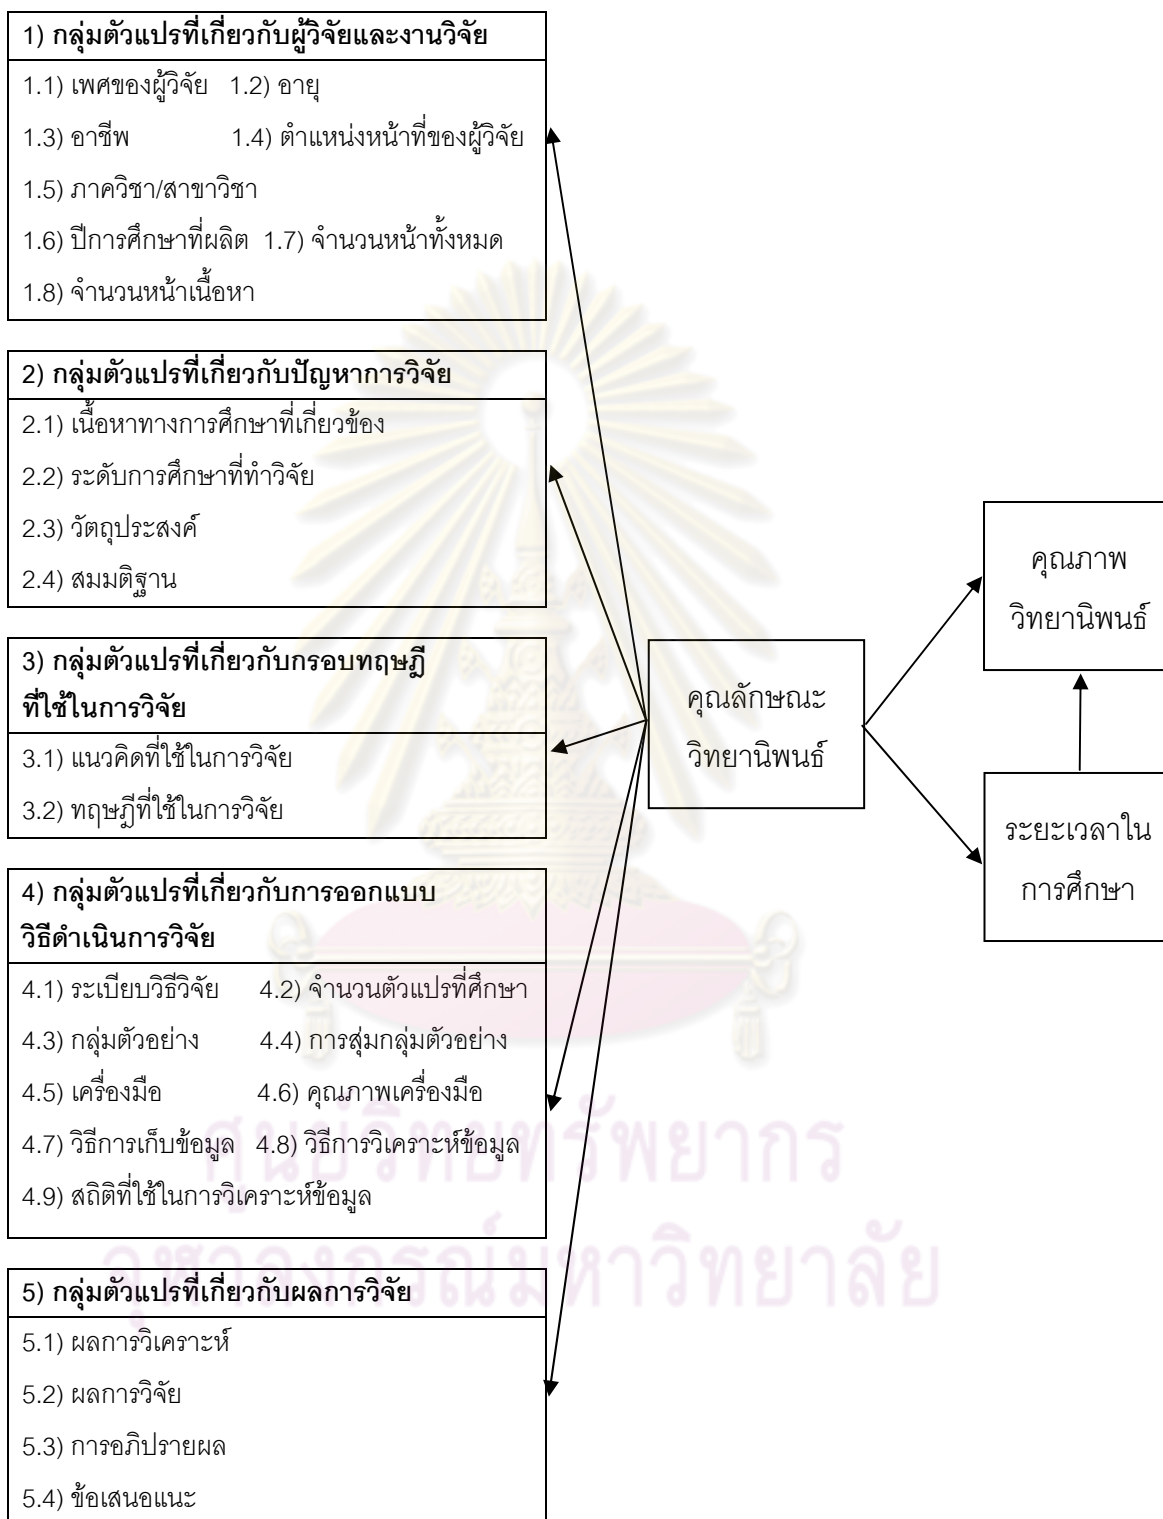 1) กลุ่มตัวแปรที่เกี่ยวกับผู้วิจัยและงานวิจัย
1.1) เพศของผู้วิจัย 1.2) อายุ
1.3) อาชีพ 1.4) ตำแหน่งหน้าที่ของผู้วิจัย
1.5) ภาควิชา/สาขาวิชา
1.6) ปีการศึกษาที่ผลิต 1.7) จำนวนหน้าทั้งหมด
1.8) จำนวนหน้าเนื้อหา
2) กลุ่มตัวแปรที่เกี่ยวกับปัญหาการวิจัย
2.1) เนื้อหาทางการศึกษาที่เกี่ยวข้อง
2.2) ระดับการศึกษาที่ทำวิจัย
2.3) วัตถุประสงค์
2.4) สมมติฐาน
3) กลุ่มตัวแปรที่เกี่ยวกับกรอบทฤษฎี
ที่ใช้ในการวิจัย
3.1) แนวคิดที่ใช้ในการวิจัย
3.2) ทฤษฎีที่ใช้ในการวิจัย
4) กลุ่มตัวแปรที่เกี่ยวกับการออกแบบ
วิธีดำเนินการวิจัย
4.1) ระเบียบวิธีวิจัย 4.2) จำนวนตัวแปรที่ศึกษา
4.3) กลุ่มตัวอย่าง 4.4) การสุ่มกลุ่มตัวอย่าง
4.5) เครื่องมือ 4.6) คุณภาพเครื่องมือ
4.7) วิธีการเก็บข้อมูล 4.8) วิธีการวิเคราะห์ข้อมูล
4.9) สถิติที่ใช้ในการวิเคราะห์ข้อมูล
5) กลุ่มตัวแปรที่เกี่ยวกับผลการวิจัย
5.1) ผลการวิเคราะห์
5.2) ผลการวิจัย
5.3) การอภิปรายผล
5.4) ข้อเสนอแนะ
คุณลักษณะ
วิทยานิพนธ์
คุณภาพ
วิทยานิพนธ์
ระยะเวลาใน
การศึกษา
ศูนย์วิทยทรัพยากร
จุฬาลงกรณ์มหาวิทยาลัย